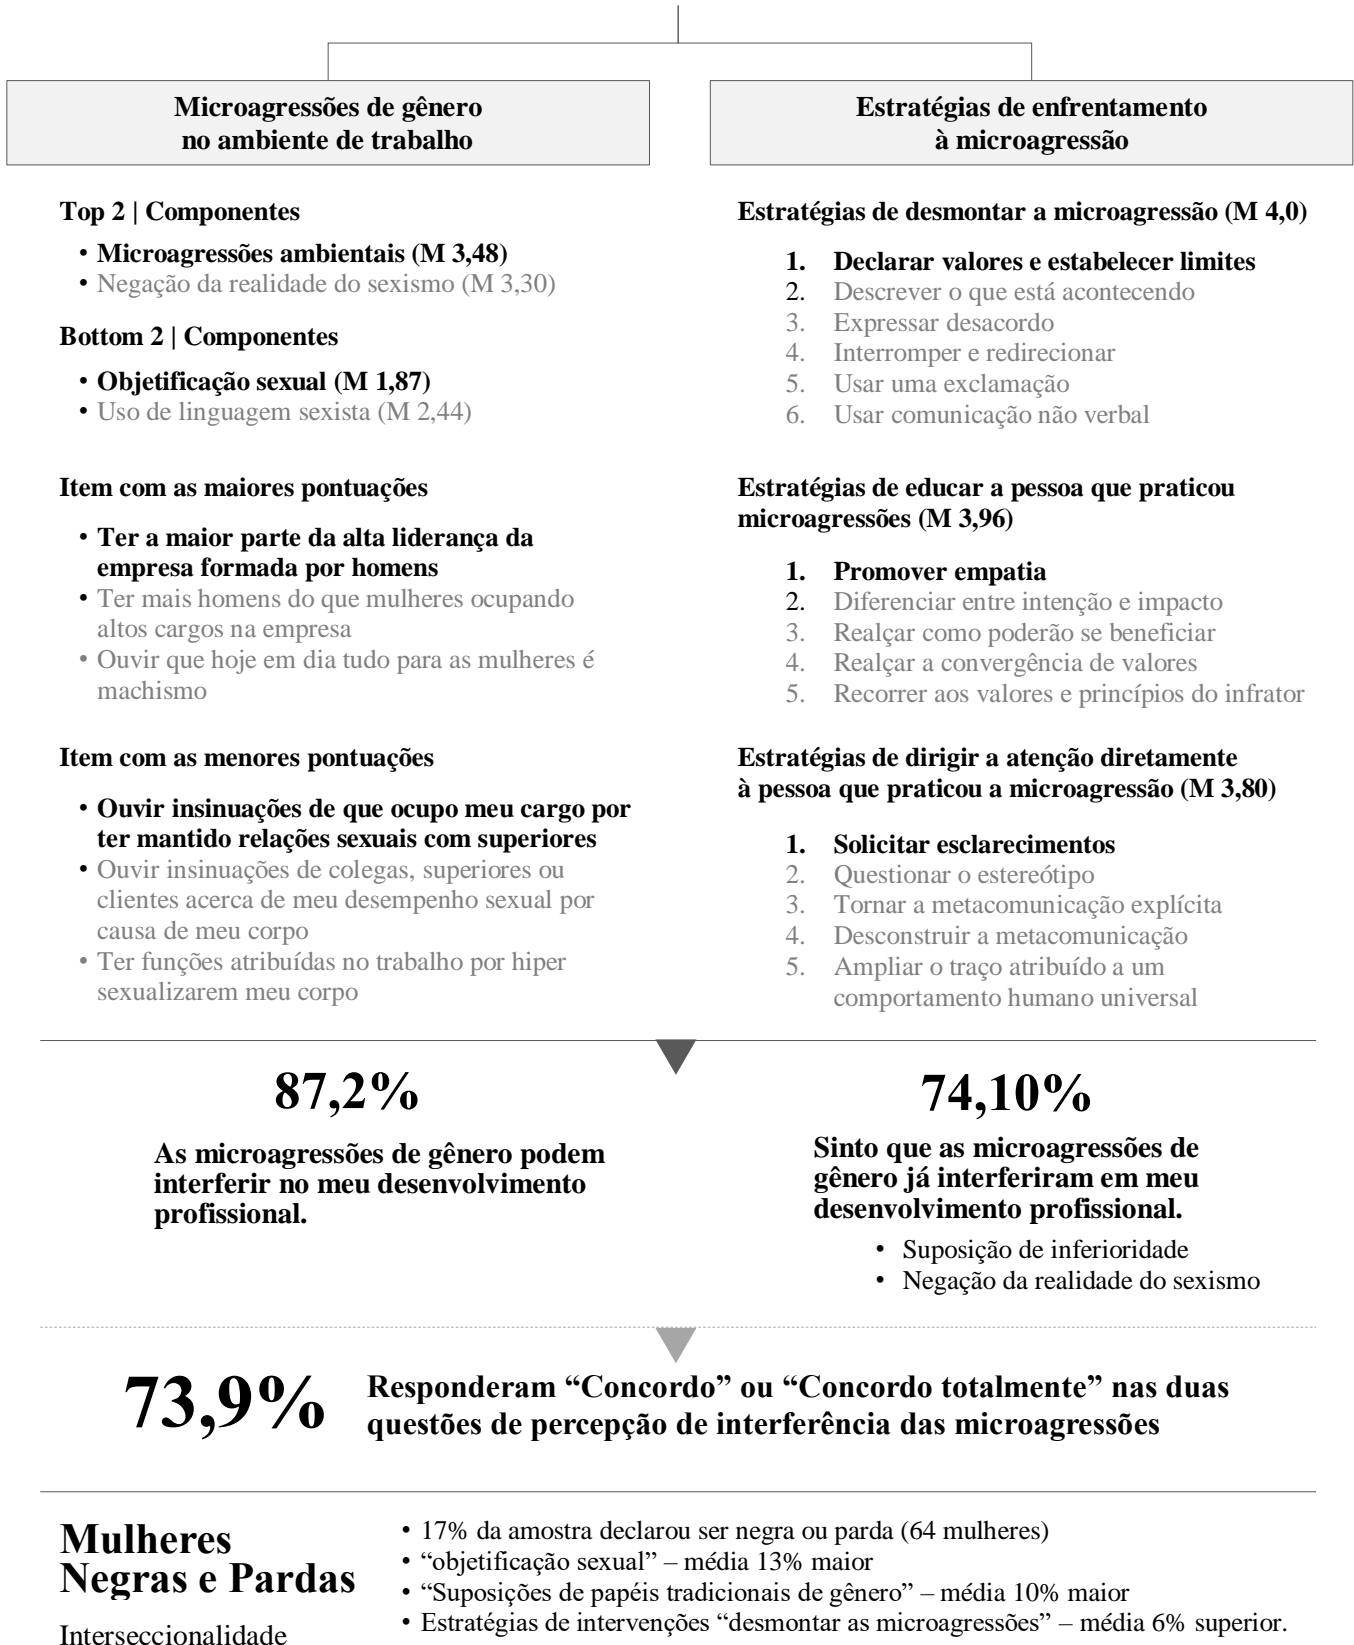 Microagressões de gênero
no ambiente de trabalho
Top 2 | Componentes
• Microagressões ambientais (M 3,48)
• Negação da realidade do sexismo (M 3,30)
Bottom 2 | Componentes
• Objetificação sexual (M 1,87)
• Uso de linguagem sexista (M 2,44)
Item com as maiores pontuações
• Ter a maior parte da alta liderança da
empresa formada por homens
• Ter mais homens do que mulheres ocupando
altos cargos na empresa
• Ouvir que hoje em dia tudo para as mulheres é
machismo
Item com as menores pontuações
• Ouvir insinuações de que ocupo meu cargo por
ter mantido relações sexuais com superiores
• Ouvir insinuações de colegas, superiores ou
clientes acerca de meu desempenho sexual por
causa de meu corpo
• Ter funções atribuídas no trabalho por hiper
sexualizarem meu corpo
Estratégias de enfrentamento
à microagressão
Estratégias de desmontar a microagressão (M 4,0)
1. Declarar valores e estabelecer limites
2. Descrever o que está acontecendo
3. Expressar desacordo
4. Interromper e redirecionar
5. Usar uma exclamação
6. Usar comunicação não verbal
Estratégias de educar a pessoa que praticou
microagressões (M 3,96)
1. Promover empatia
2. Diferenciar entre intenção e impacto
3. Realçar como poderão se beneficiar
4. Realçar a convergência de valores
5. Recorrer aos valores e princípios do infrator
Estratégias de dirigir a atenção diretamente
à pessoa que praticou a microagressão (M 3,80)
1. Solicitar esclarecimentos
2. Questionar o estereótipo
3. Tornar a metacomunicação explícita
4. Desconstruir a metacomunicação
5. Ampliar o traço atribuído a um
comportamento humano universal
87,2%
As microagressões de gênero podem
interferir no meu desenvolvimento
profissional.
74,10%
Sinto que as microagressões de
gênero já interferiram em meu
desenvolvimento profissional.
• Suposição de inferioridade
• Negação da realidade do sexismo
73,9%
Responderam “Concordo” ou “Concordo totalmente” nas duas
questões de percepção de interferência das microagressões
Mulheres
Negras e Pardas
Interseccionalidade
• 17% da amostra declarou ser negra ou parda (64 mulheres)
• “objetificação sexual” – média 13% maior
• “Suposições de papéis tradicionais de gênero” – média 10% maior
• Estratégias de intervenções “desmontar as microagressões” – média 6% superior.